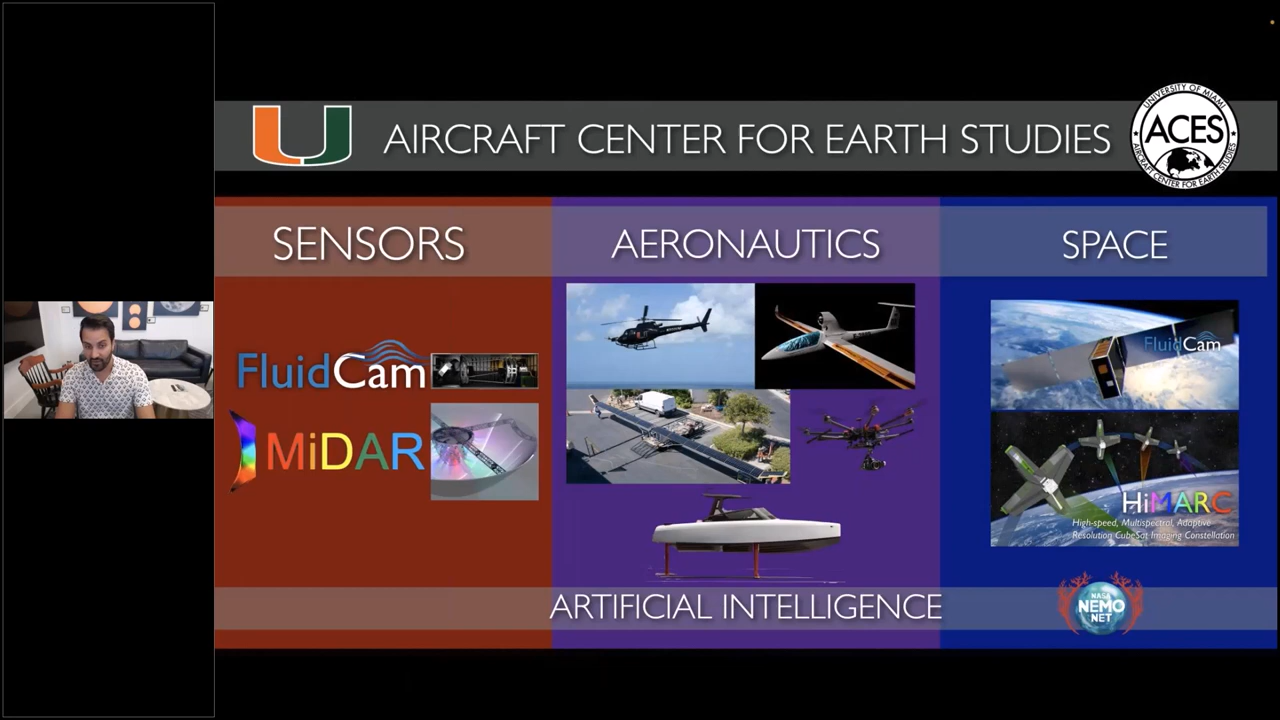 AIRCRAFT CENTER FOR EARTH STUDIES
UNIVERSITY OF MIAMI
ACES
AIRCRAFT CENTER FOR EARTH STUDIES
SENSORS
AERONAUTICS
SPACE
FluidCam
MiDAR
FluidCam
HiMARC
High-speed, Multispectral, Adaptive
Resolution CubeSat Imaging Constellation
ARTIFICIAL INTELLIGENCE
NASA
NEMO
NET